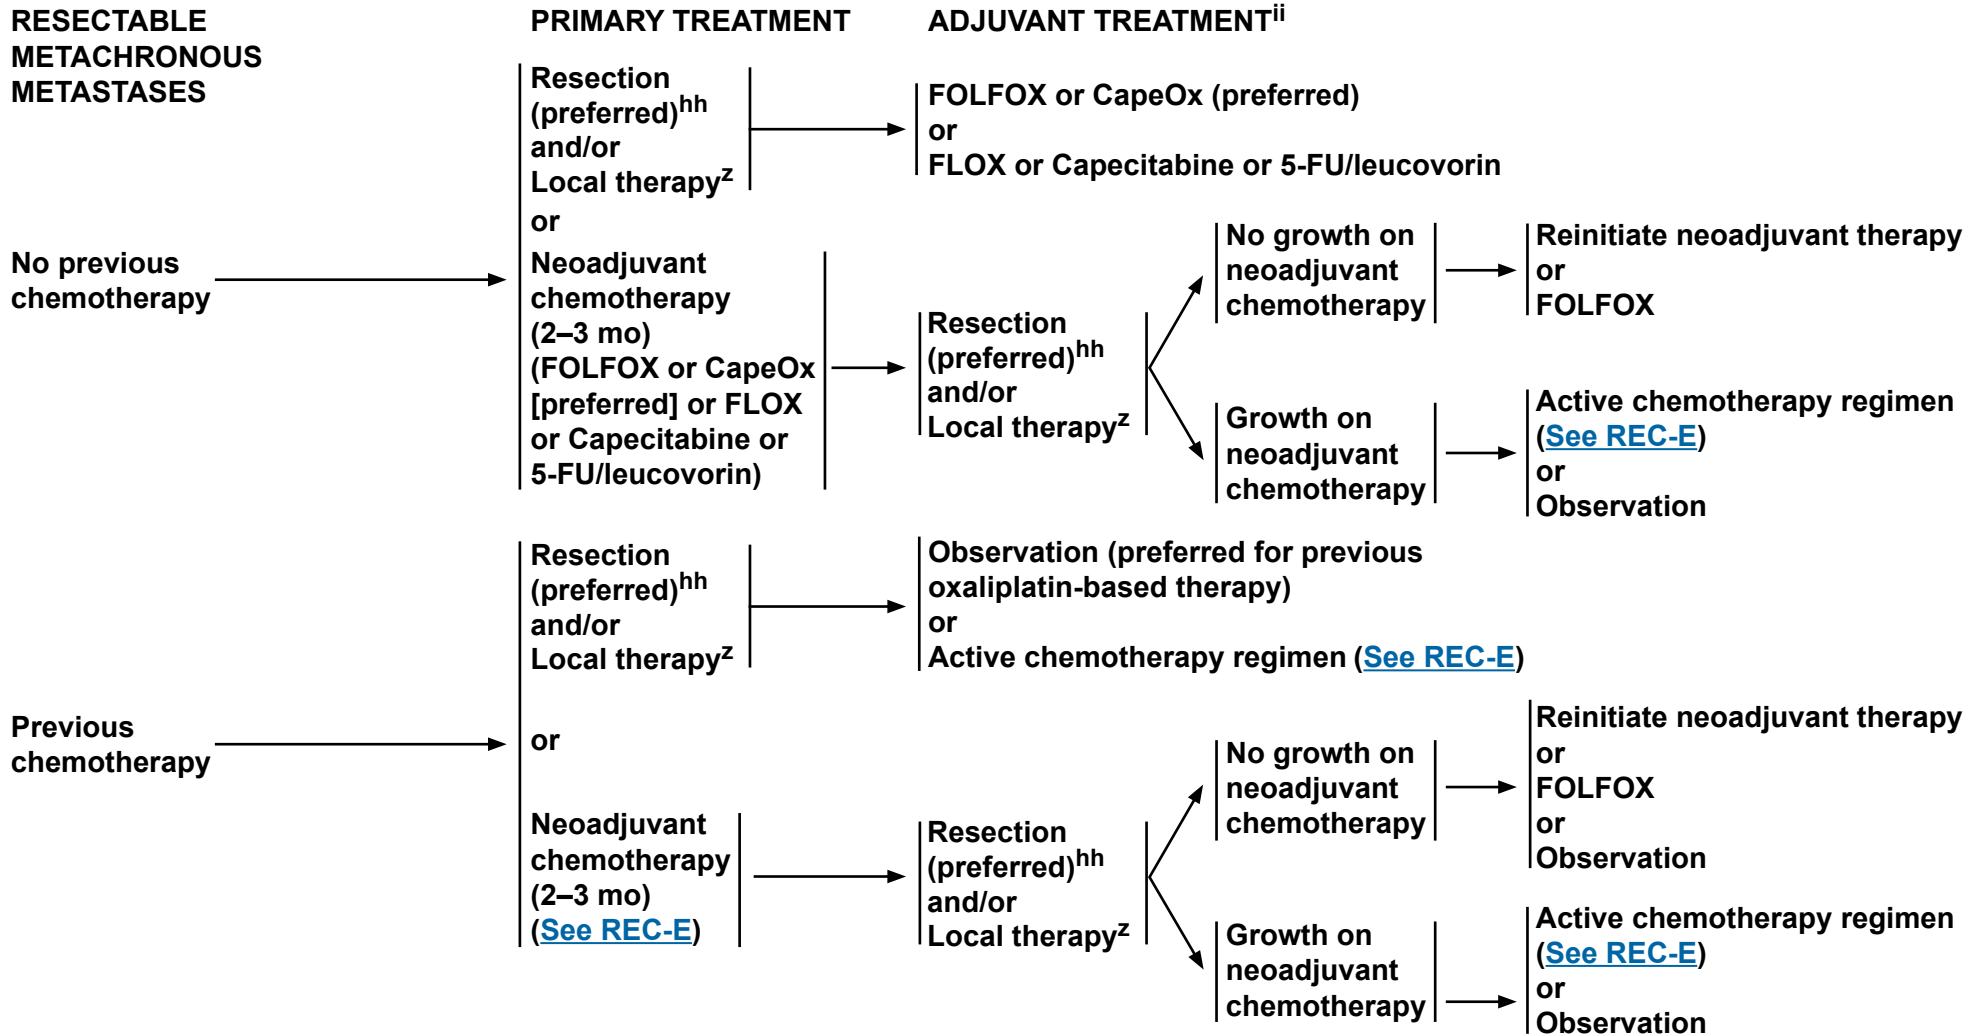 RESECTABLE
METACHRONOUS
METASTASES
PRIMARY TREATMENT
ADJUVANT TREATMENTii
No previous
chemotherapy
Resection
(preferred)hh
and/or
Local therapyz
FOLFOX or CapeOx (preferred)
or
FLOX or Capecitabine or 5-FU/leucovorin
or
Neoadjuvant
chemotherapy
(2–3 mo)
(FOLFOX or CapeOx
[preferred] or FLOX
or Capecitabine or
5-FU/leucovorin)
Resection
(preferred)hh
and/or
Local therapyz
No growth on
neoadjuvant
chemotherapy
Reinitiate neoadjuvant therapy
or
FOLFOX
Growth on
neoadjuvant
chemotherapy
Active chemotherapy regimen
(See REC-E)
or
Observation
Previous
chemotherapy
Resection
(preferred)hh
and/or
Local therapyz
Observation (preferred for previous
oxaliplatin-based therapy)
or
Active chemotherapy regimen (See REC-E)
or
Neoadjuvant
chemotherapy
(2–3 mo)
(See REC-E)
Resection
(preferred)hh
and/or
Local therapyz
No growth on
neoadjuvant
chemotherapy
Reinitiate neoadjuvant therapy
or
FOLFOX
or
Observation
Growth on
neoadjuvant
chemotherapy
Active chemotherapy regimen
(See REC-E)
or
Observation